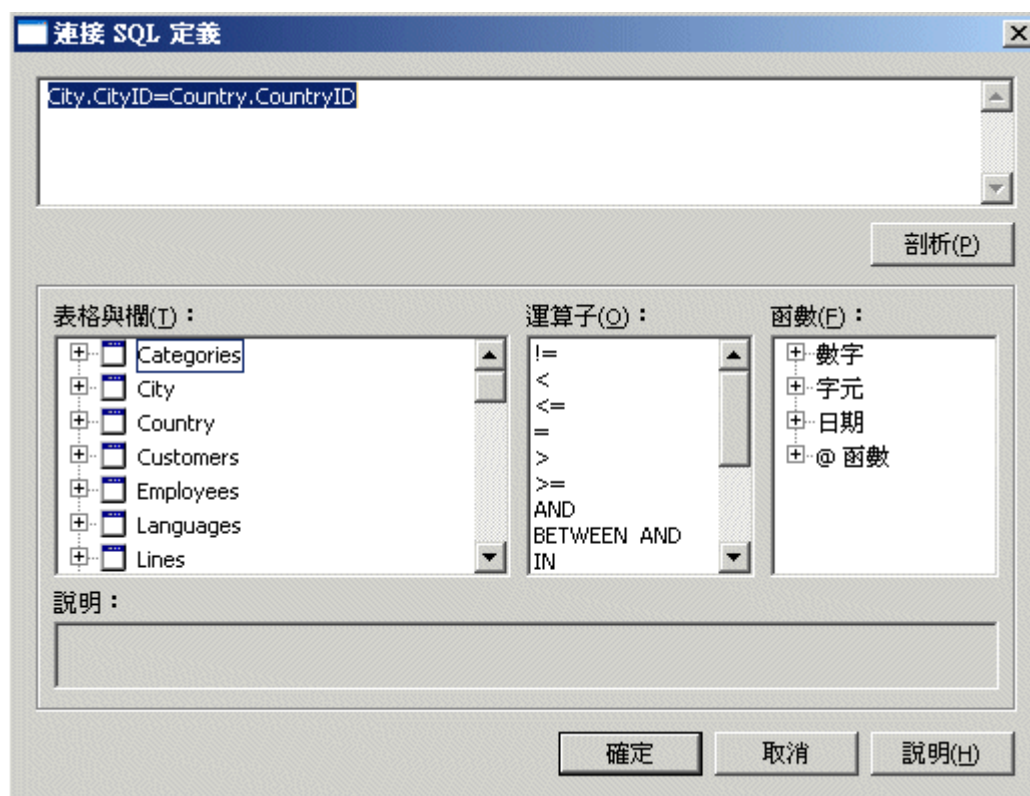 連接 SQL 定義
City.CityID=Country.CountryID
剖析(P)
表格與欄(T)：
Categories
City
Country
Customers
Employees
Languages
Lines
運算子(O)：
!=
<
<=
=
>
>=
AND
BETWEEN AND
IN
函數(F)：
數字
字元
日期
@ 函數
說明：
確定
取消
說明(H)